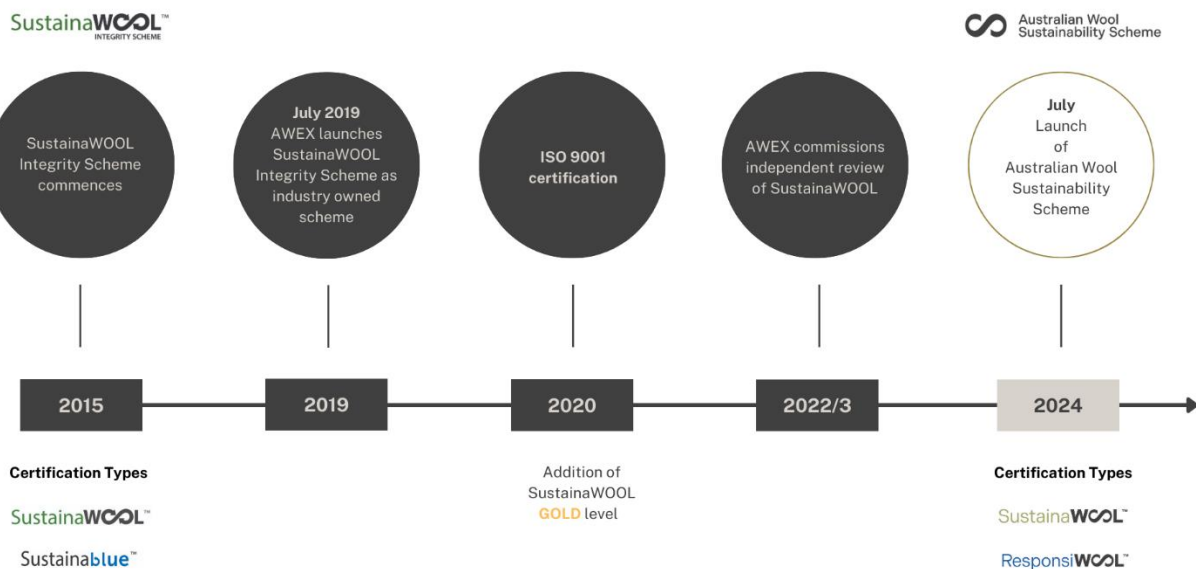 SustainaWOOL™
INTEGRITY SCHEME
Australian Wool
Sustainability Scheme
SustainaWOOL
Integrity Scheme
commences
July 2019
AWEX launches
SustainaWOOL
Integrity Scheme as
industry owned
scheme
ISO 9001
certification
AWEX commissions
independent review
of SustainaWOOL
July
Launch
of
Australian Wool
Sustainability
Scheme
2015
2019
2020
2022/3
2024
Certification Types
SustainaWOOL™
Sustainablue™
Addition of
SustainaWOOL
GOLD level
Certification Types
SustainaWOOL™
ResponsiWOOL™